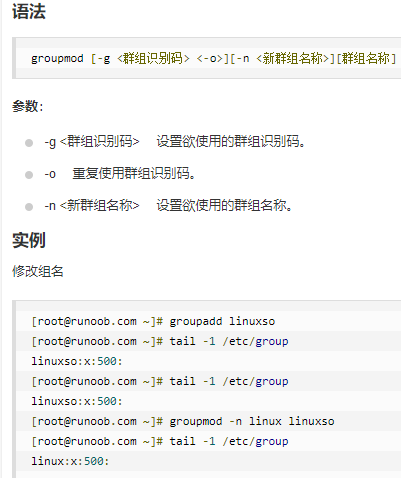 语法
groupmod [-g <群组识别码> <-o>][-n <新群组名称>][群组名称]
参数：
-g <群组识别码> 设置欲使用的群组识别码。
-o 重复使用群组识别码。
-n <新群组名称> 设置欲使用的群组名称。
实例
修改组名
[root@runoob.com ~]# groupadd linuxso
[root@runoob.com ~]# tail -1 /etc/group
linuxso:x:500:
[root@runoob.com ~]# tail -1 /etc/group
linuxso:x:500:
[root@runoob.com ~]# groupmod -n linux linuxso
[root@runoob.com ~]# tail -1 /etc/group
linux:x:500: